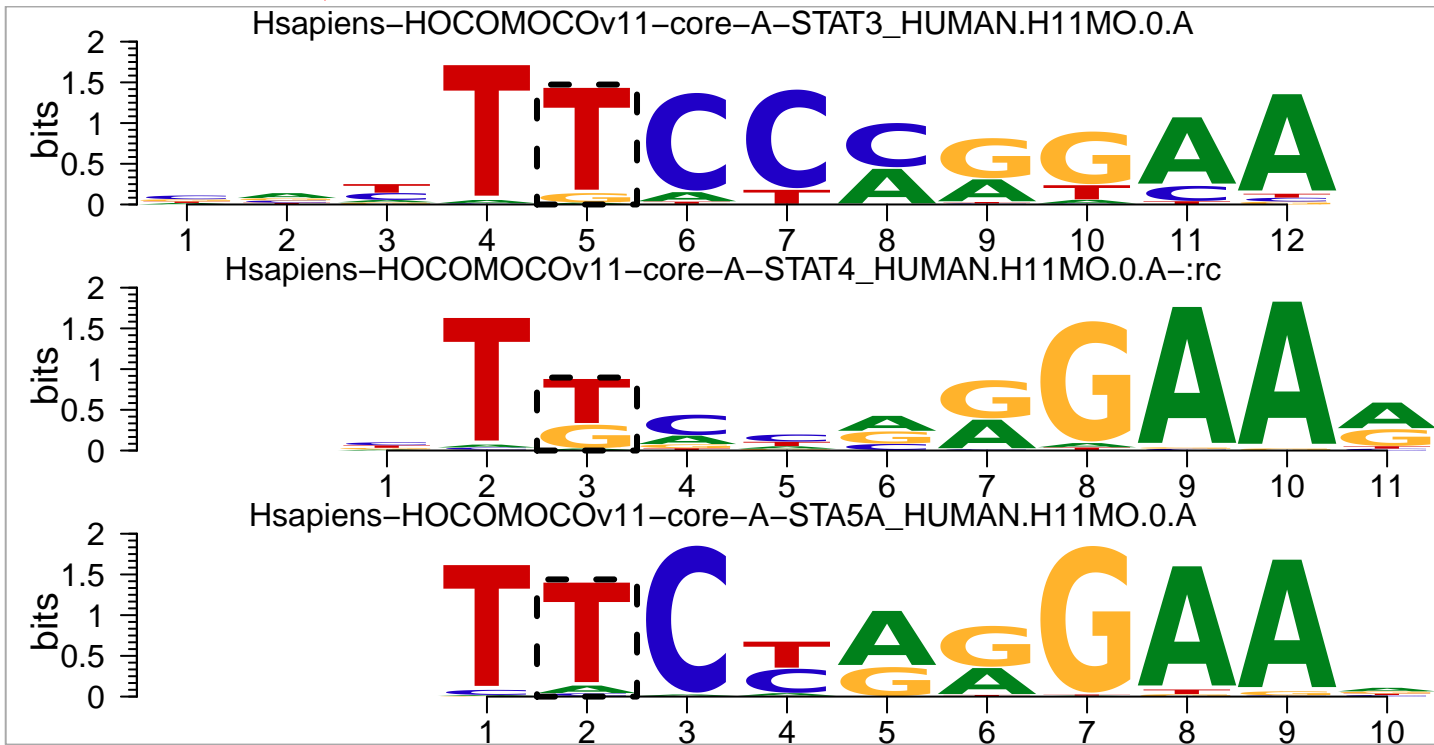 Hsapiens–HOCOMOCOv11–core–A–STAT3_HUMAN.H11MO.0.A
2
1.5
1
0.5
0
bits
T T C C C G G A A
1 2 3 4 5 6 7 8 9 10 11 12
Hsapiens–HOCOMOCOv11–core–A–STAT4_HUMAN.H11MO.0.A–:rc
2
1.5
1
0.5
0
bits
T T C C A G G A A A
1 2 3 4 5 6 7 8 9 10 11
Hsapiens–HOCOMOCOv11–core–A–STA5A_HUMAN.H11MO.0.A
2
1.5
1
0.5
0
bits
T T C T A G G A A
1 2 3 4 5 6 7 8 9 10